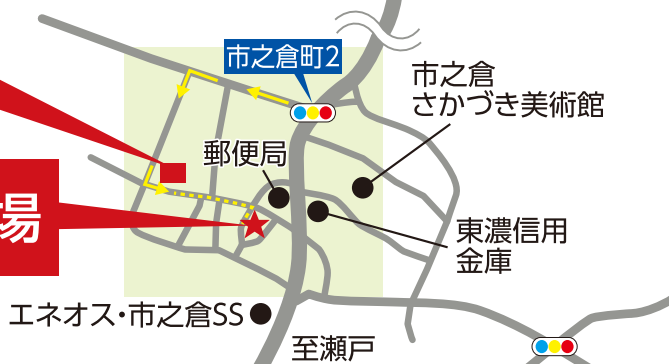 市之倉町2
市之倉
さかづき美術館
郵便局
場
東濃信用
金庫
エネオス・市之倉SS
至瀬戸